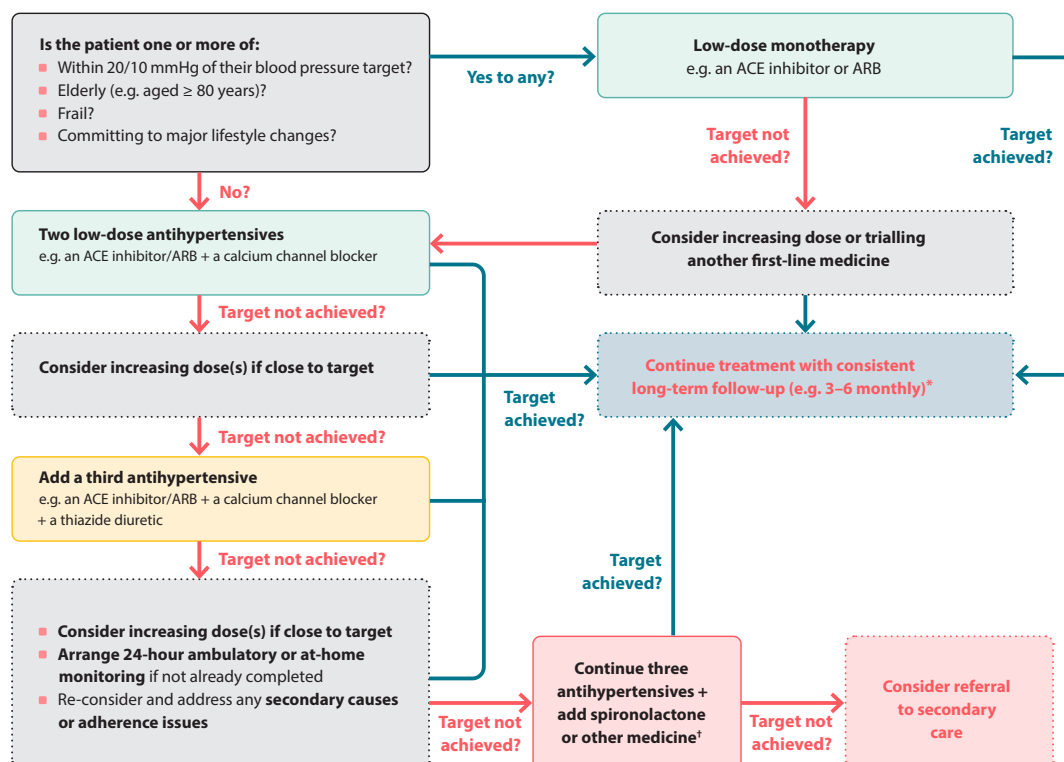 Is the patient one or more of:
Within 20/10 mmHg of their blood pressure target?
Elderly (e.g. aged ≥ 80 years)?
Frail?
Committing to major lifestyle changes?
Yes to any?
Low-dose monotherapy
e.g. an ACE inhibitor or ARB
Target not
achieved?
Target
achieved?
No?
Two low-dose antihypertensives
e.g. an ACE inhibitor/ARB + a calcium channel blocker
Consider increasing dose or trialling
another first-line medicine
Target not achieved?
Consider increasing dose(s) if close to target
Target
achieved?
Continue treatment with consistent
long-term follow-up (e.g. 3–6 monthly)*
Target not achieved?
Add a third antihypertensive
e.g. an ACE inhibitor/ARB + a calcium channel blocker
+ a thiazide diuretic
Target not achieved?
Target
achieved?
Consider increasing dose(s) if close to target
Arrange 24-hour ambulatory or at-home
monitoring if not already completed
Re-consider and address any secondary causes
or adherence issues
Target not
achieved?
Continue three
antihypertensives +
add spironolactone
or other medicine†
Target not
achieved?
Consider referral
to secondary
care